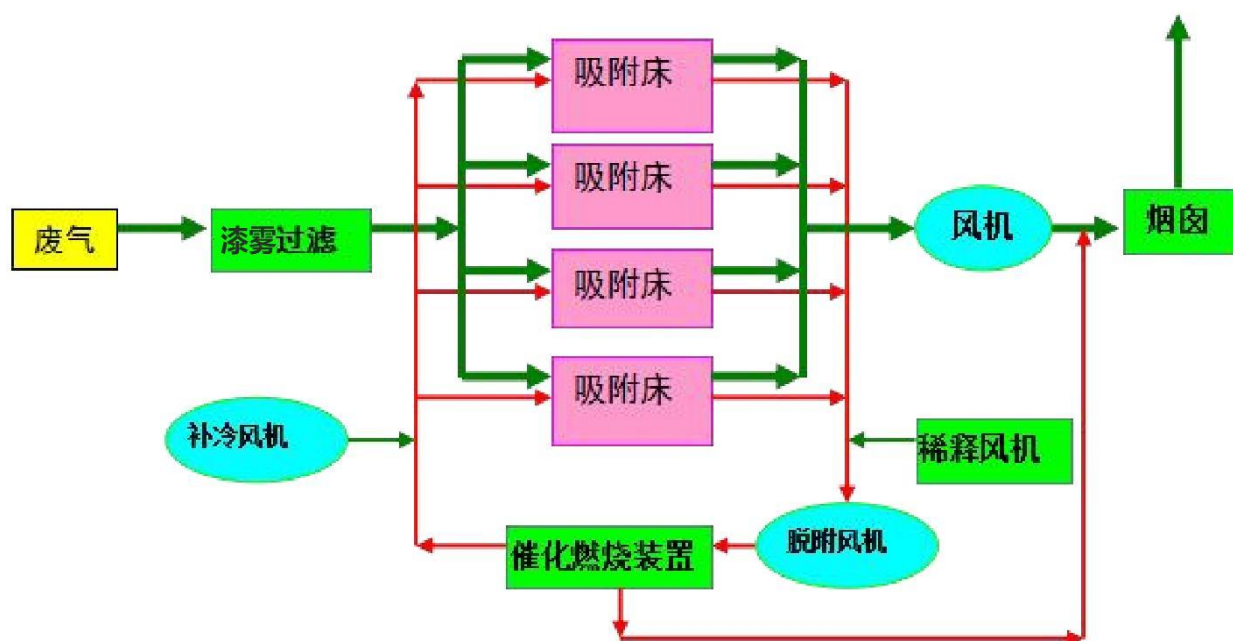 吸附床
吸附床
废气
漆雾过滤
风机
烟囱
吸附床
吸附床
补冷风机
稀释风机
催化燃烧装置
脱附风机